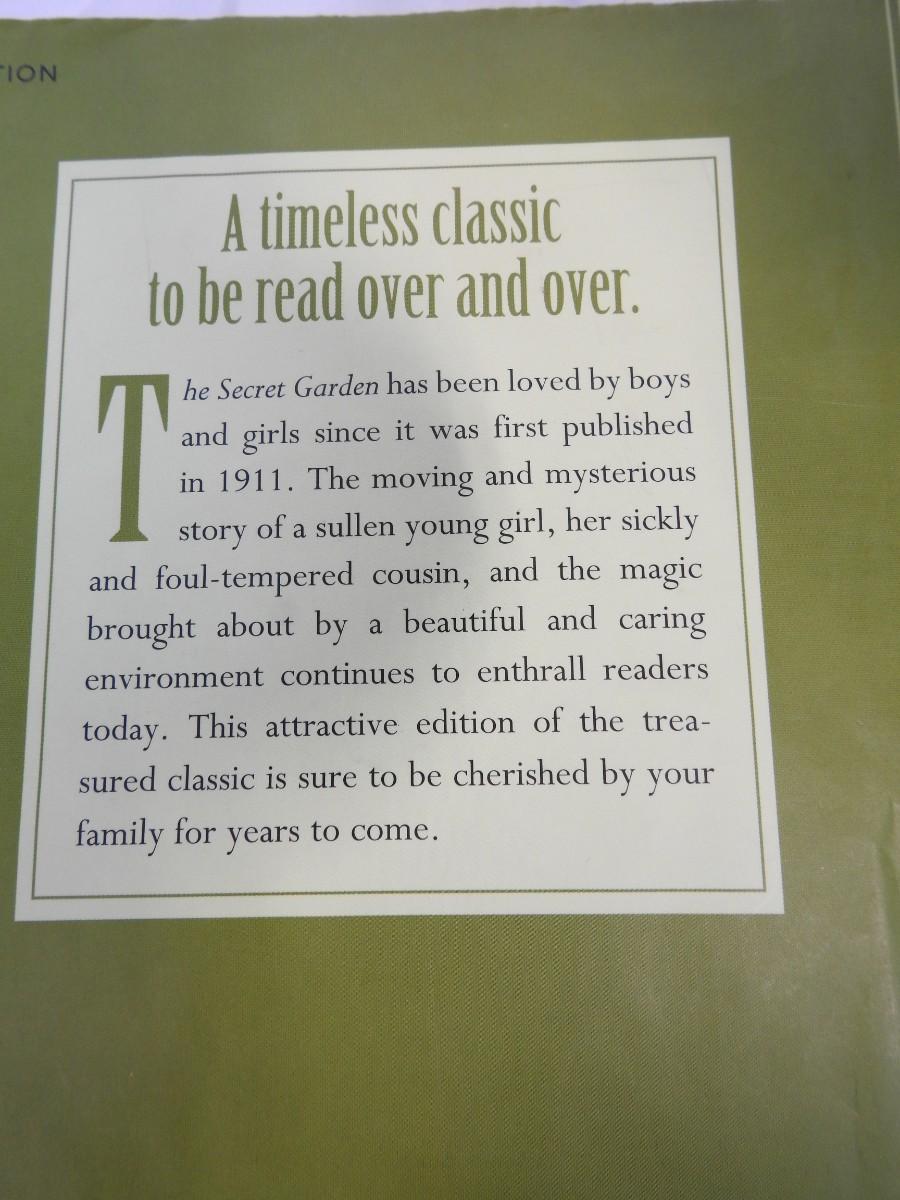 TION
A timeless classic
to be read over and over.
The Secret Garden has been loved by boys
and girls since it was first published
in 1911. The moving and mysterious
story of a sullen young girl, her sickly
and foul-tempered cousin, and the magic
brought about by a beautiful and caring
environment continues to enthrall readers
today. This attractive edition of the trea-
sured classic is sure to be cherished by your
family for years to come.